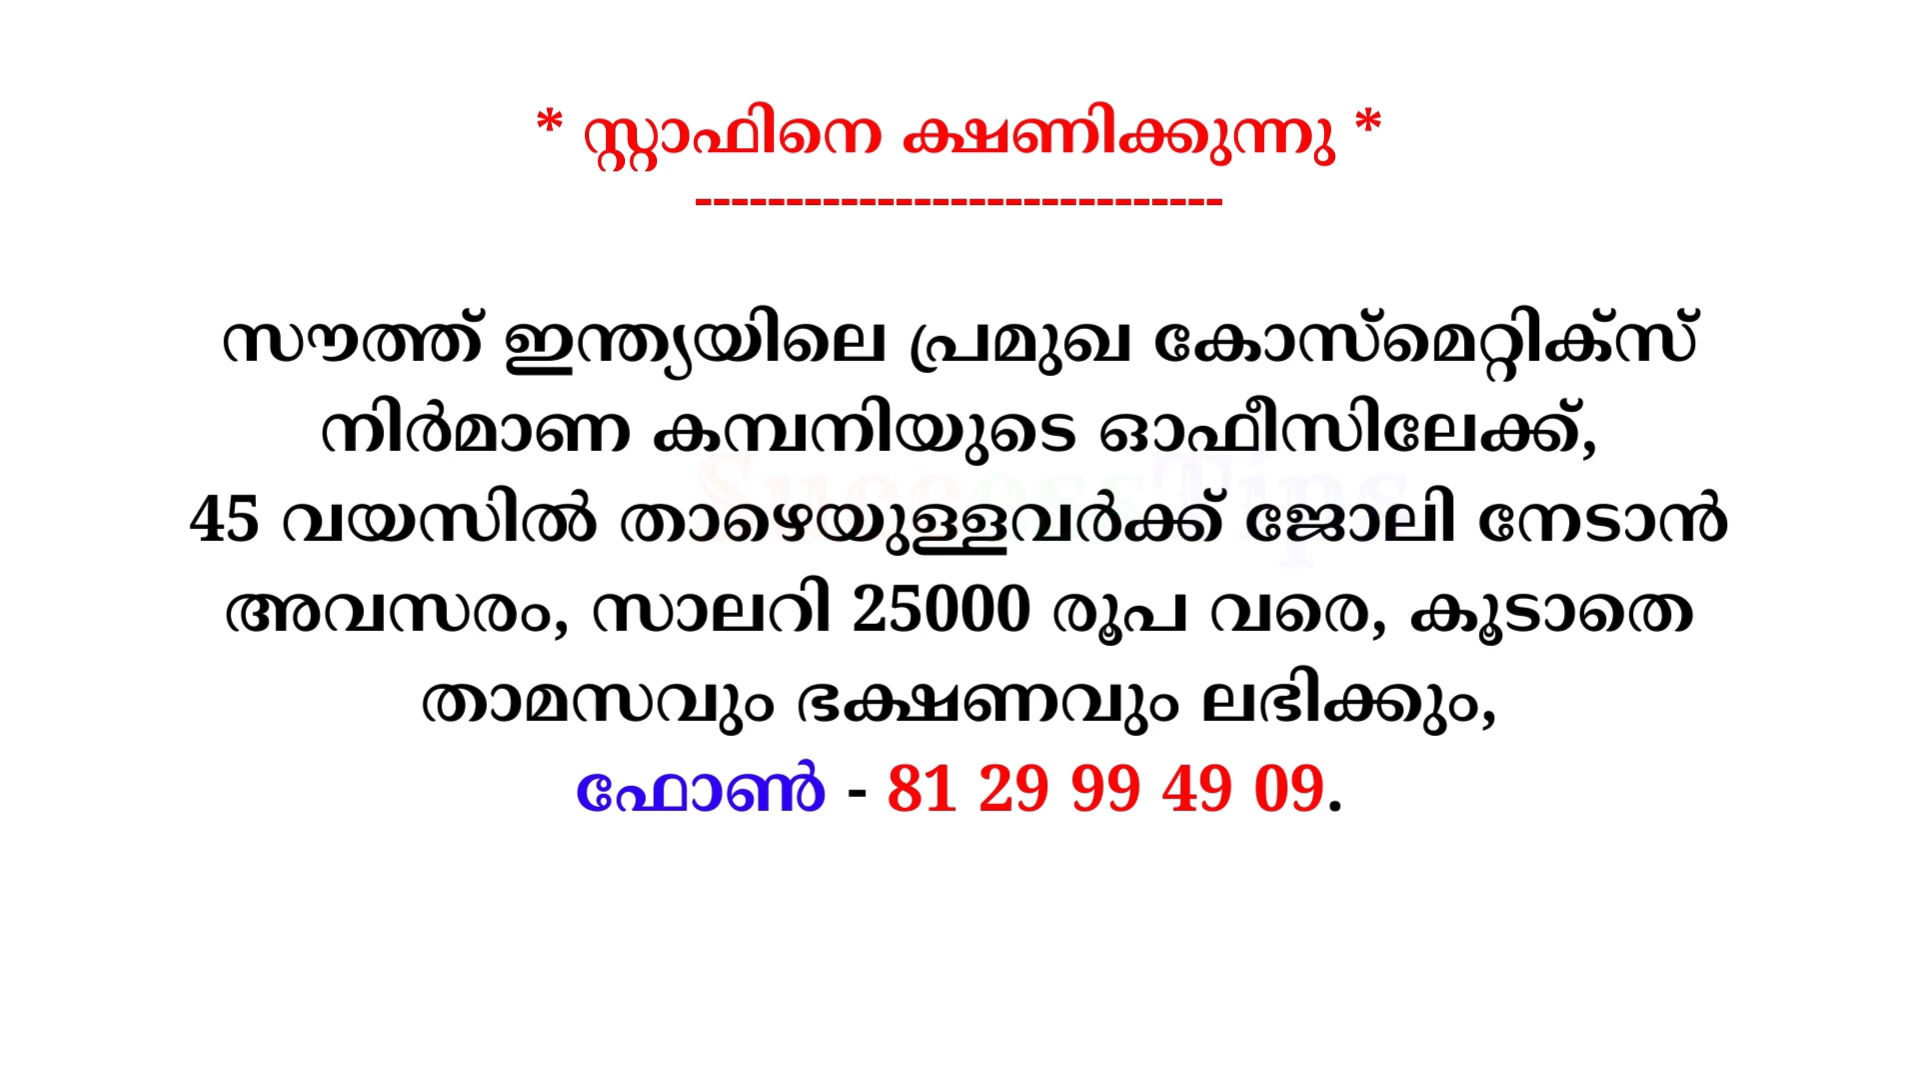 * സ്റ്റാഫിനെ ക്ഷണിക്കുന്നു *
-----------------------------
സൗത്ത് ഇന്ത്യയിലെ പ്രമുഖ കോസ്മെറ്റിക്സ്
നിർമാണ കമ്പനിയുടെ ഓഫീസിലേക്ക്,
45 വയസിൽ താഴെയുള്ളവർക്ക് ജോലി നേടാൻ
അവസരം, സാലറി 25000 രൂപ വരെ, കൂടാതെ
താമസവും ഭക്ഷണവും ലഭിക്കും,
ഫോൺ - 81 29 99 49 09.
SuccessTips